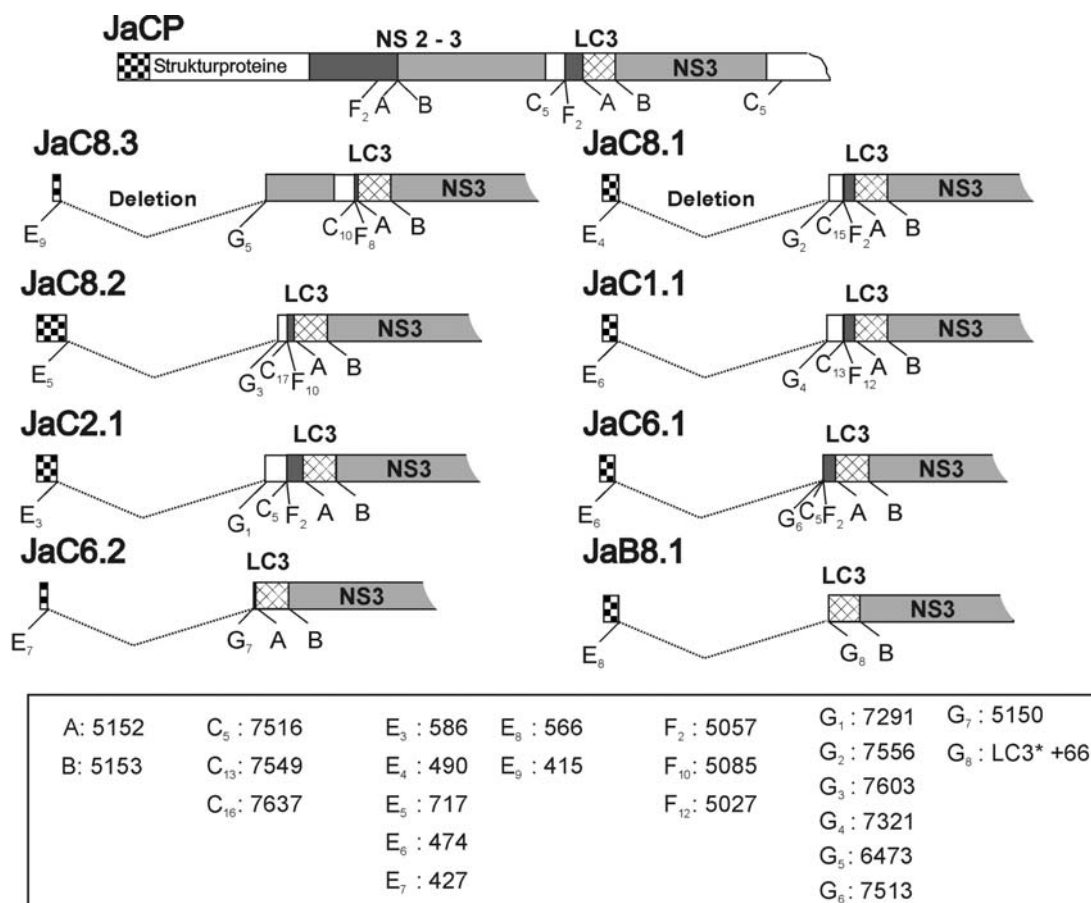 JaCP
NS 2 - 3 LC3
Strukturproteine NS3
F₂ A B C₅ F₂ A B C₅
JaC8.3
LC3
Deletion NS3
E₉ G₅ C₁₀ F₈ A B
JaC8.1
LC3
Deletion NS3
E₄ G₂ C₁₅ F₂ A B
JaC8.2
LC3
NS3
E₅ G₃ C₁₇ F₁₀ A B
JaC1.1
LC3
NS3
E₆ G₄ C₁₃ F₁₂ A B
JaC2.1
LC3
NS3
E₃ G₁ C₅ F₂ A B
JaC6.1
LC3
NS3
E₆ G₆ C₅ F₂ A B
JaC6.2
LC3
NS3
E₇ G₇ A B
JaB8.1
LC3
NS3
E₈ G₈ B
A: 5152
B: 5153
C₅ : 7516
C₁₃: 7549
C₁₆: 7637
E₃ : 586
E₄ : 490
E₅ : 717
E₆ : 474
E₇ : 427
E₈ : 566
E₉ : 415
F₂ : 5057
F₁₀: 5085
F₁₂: 5027
G₁ : 7291
G₂ : 7556
G₃ : 7603
G₄ : 7321
G₅ : 6473
G₆ : 7513
G₇ : 5150
G₈ : LC3* +66